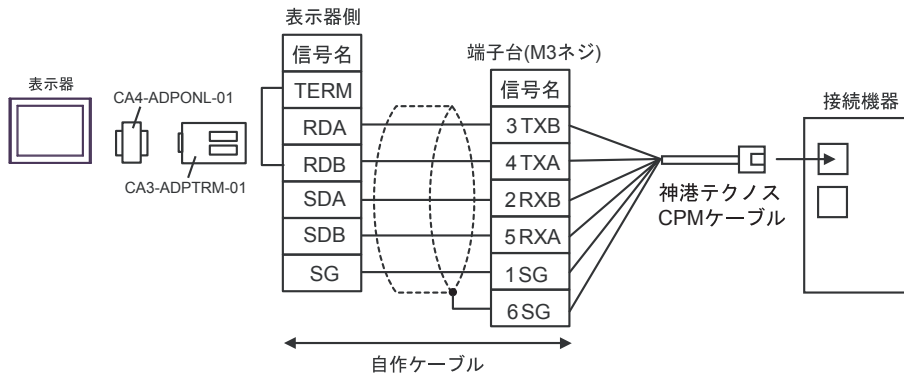 表示器側
端子台(M3ネジ)
表示器
CA4-ADPONL-01
CA3-ADPTRM-01
信号名
TERM
RDA
RDB
SDA
SDB
SG
信号名
3 TXB
4 TXA
2 RXB
5 RXA
1 SG
6 SG
神港テクノス
CPMケーブル
接続機器
自作ケーブル